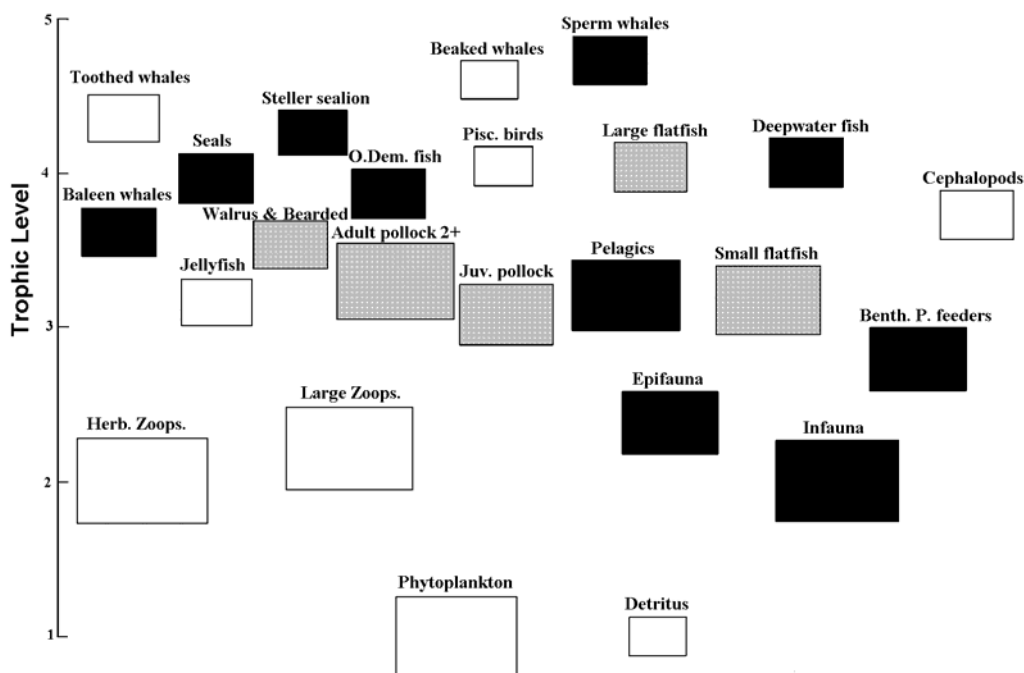 5
Sperm whales
Beaked whales
Toothed whales
Steller sealion
Seals
Pisc. birds
Large flatfish
Deepwater fish
O.Dem. fish
4
Cephalopods
Baleen whales
Walrus & Bearded
Adult pollock 2+
Jellyfish
Juv. pollock
Pelagics
Small flatfish
Trophic Level
3
Benth. P. feeders
Epifauna
Large Zoops.
Herb. Zoops.
Infauna
2
Phytoplankton
Detritus
1